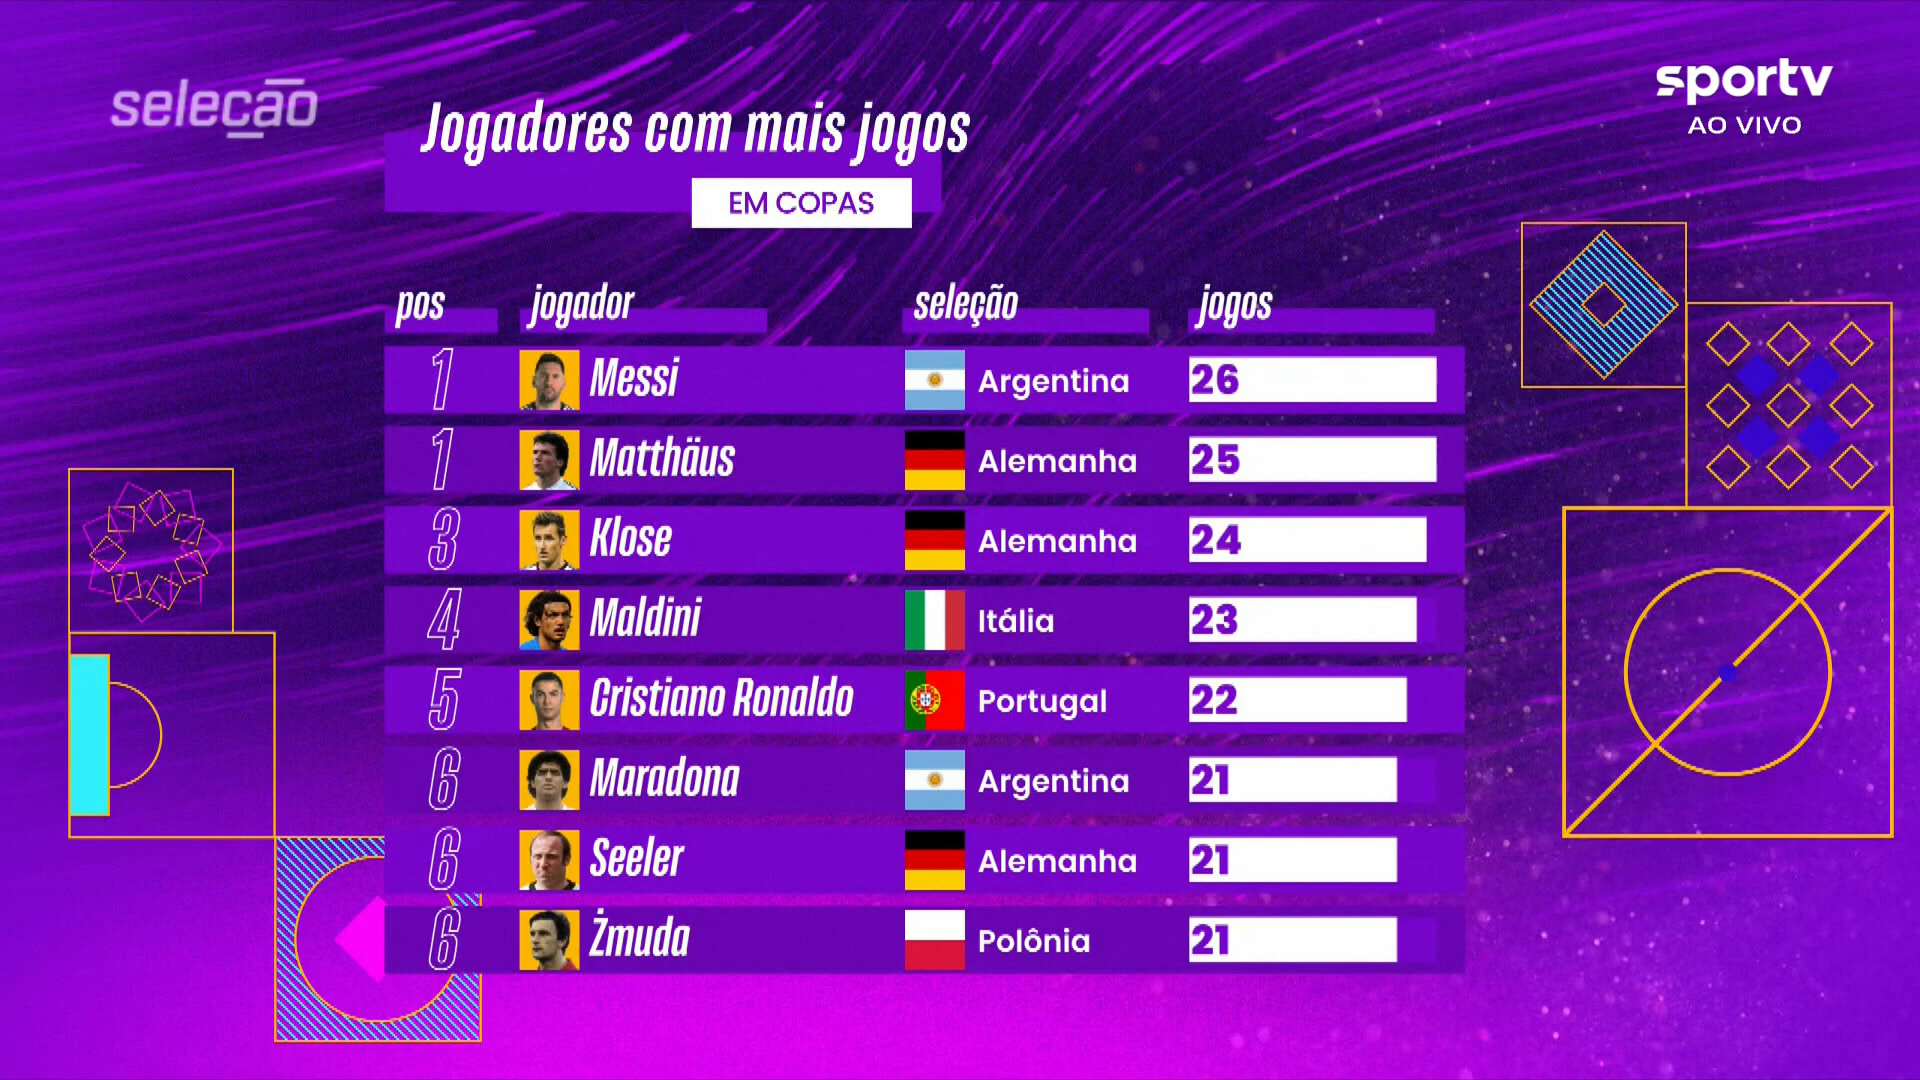 seleção
sportv
AO VIVO
Jogadores com mais jogos
EM COPAS
pos jogador seleção jogos
1 Messi Argentina 26
1 Matthäus Alemanha 25
3 Klose Alemanha 24
4 Maldini Itália 23
5 Cristiano Ronaldo Portugal 22
6 Maradona Argentina 21
6 Seeler Alemanha 21
6 Żmuda Polônia 21